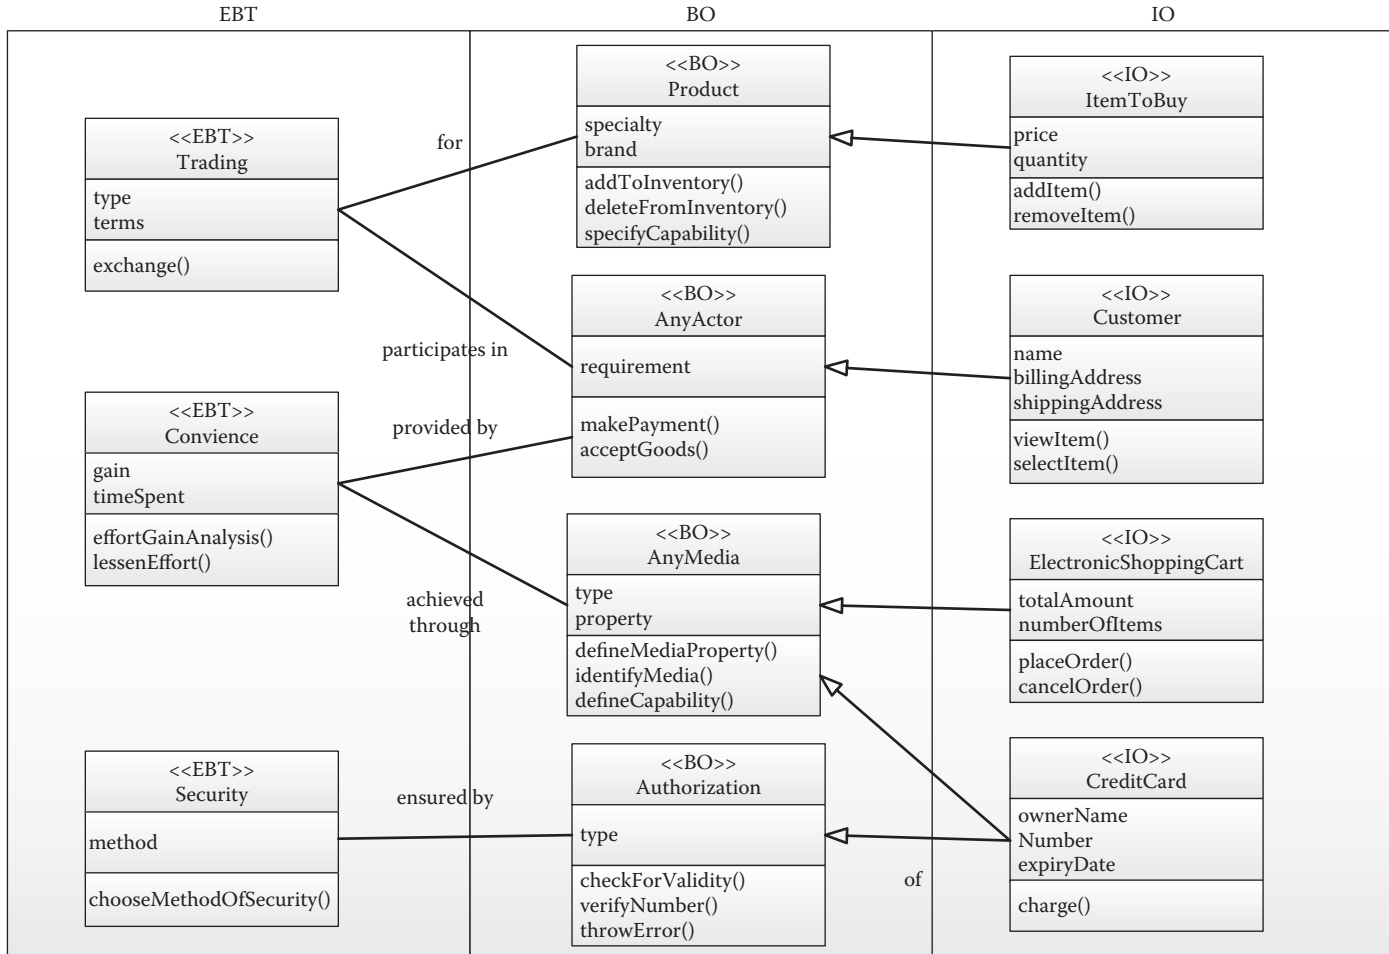 EBT
BO
IO
<<EBT>>
Trading
type
terms
exchange()
for
participates in
<<EBT>>
Convience
gain
timeSpent
effortGainAnalysis()
lessenEffort()
provided by
achieved
through
<<EBT>>
Security
method
chooseMethodOfSecurity()
ensured by
<<BO>>
Product
specialty
brand
addToInventory()
deleteFromInventory()
specifyCapability()
<<BO>>
AnyActor
requirement
makePayment()
acceptGoods()
<<BO>>
AnyMedia
type
property
defineMediaProperty()
identifyMedia()
defineCapability()
<<BO>>
Authorization
type
checkForValidity()
verifyNumber()
throwError()
of
<<IO>>
ItemToBuy
price
quantity
addItem()
removeItem()
<<IO>>
Customer
name
billingAddress
shippingAddress
viewItem()
selectItem()
<<IO>>
ElectronicShoppingCart
totalAmount
numberOfItems
placeOrder()
cancelOrder()
<<IO>>
CreditCard
ownerName
Number
expiryDate
charge()